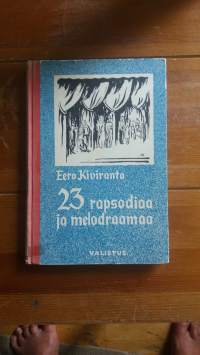 Eero Kiviranta
23 rapsodiaa
ja melodraamaa
VALISTUS